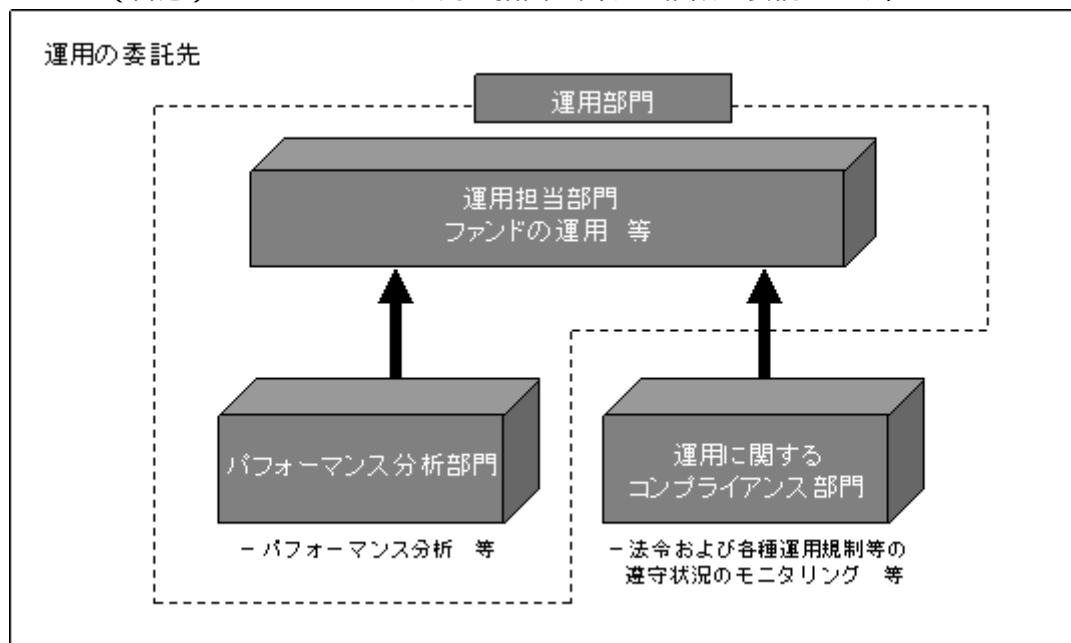 運用の委託先
運用部門
運用担当部門
ファンドの運用 等
パフォーマンス分析部門
－パフォーマンス分析 等
運用に関する
コンプライアンス部門
－法令および各種運用規制等の
遵守状況のモニタリング 等